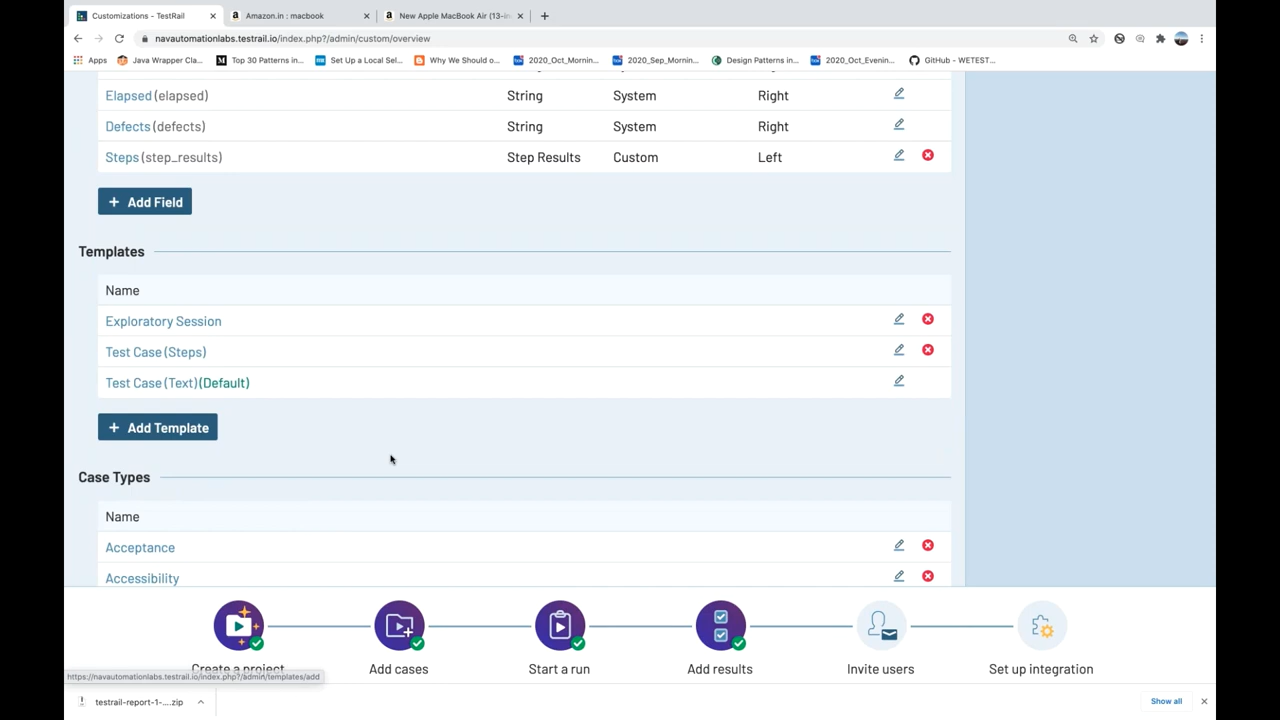 Customizations - TestRail
Amazon.in : macbook
New Apple MacBook Air (13-in
navautomationlabs.testrail.io/index.php?/admin/custom/overview
Apps
Java Wrapper Cla...
Top 30 Patterns in...
Set Up a Local Sel...
Why We Should o...
2020_Oct_Mornin...
2020_Sep_Mornin...
Design Patterns in...
2020_Oct_Evenin...
GitHub - WETEST...
Elapsed (elapsed) String System Right
Defects (defects) String System Right
Steps (step_results) Step Results Custom Left
+ Add Field
Templates
Name
Exploratory Session
Test Case (Steps)
Test Case (Text) (Default)
+ Add Template
Case Types
Name
Acceptance
Accessibility
Create a project
Add cases
Start a run
Add results
Invite users
Set up integration
https://navautomationlabs.testrail.io/index.php?/admin/templates/add
testrail-report-1-....zip
Show all